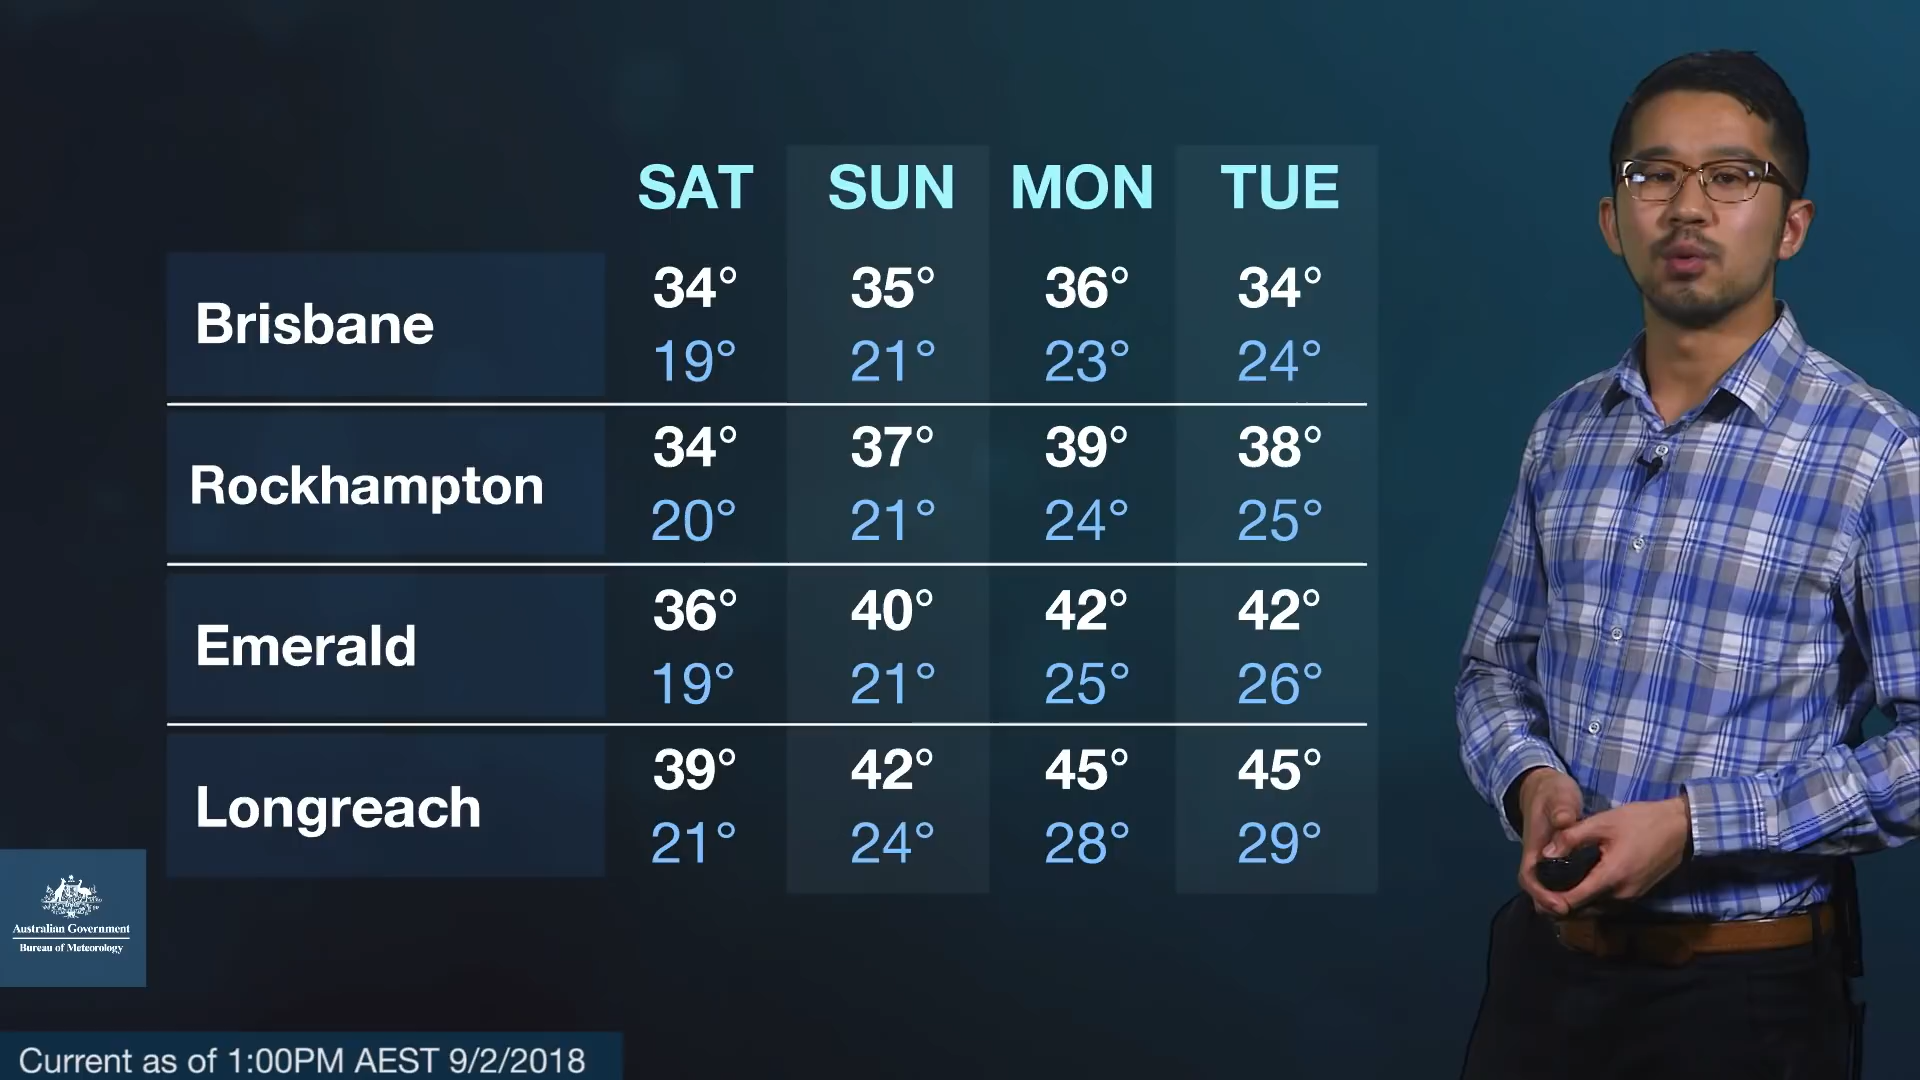 SAT SUN MON TUE
Brisbane
34° 35° 36° 34°
19° 21° 23° 24°
Rockhampton
34° 37° 39° 38°
20° 21° 24° 25°
Emerald
36° 40° 42° 42°
19° 21° 25° 26°
Longreach
39° 42° 45° 45°
21° 24° 28° 29°
Australian Government
Bureau of Meteorology
Current as of 1:00PM AEST 9/2/2018